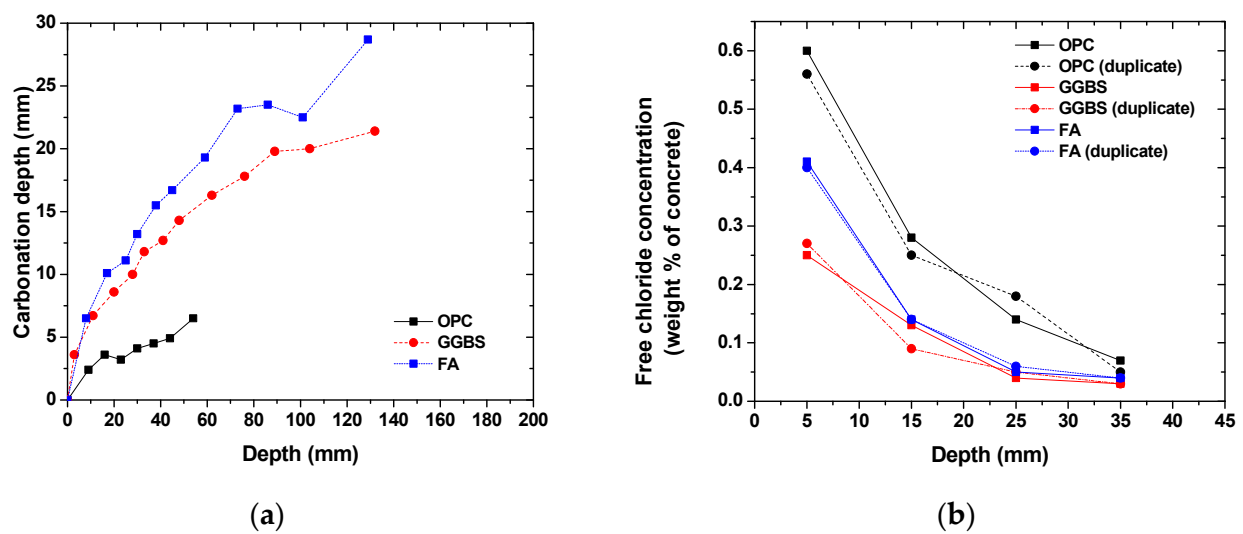 30
25
20
15
10
5
0
Carbonation depth (mm)
OPC
GGBS
FA
0 20 40 60 80 100 120 140 160 180 200
Depth (mm)
(a)
0.6
0.5
0.4
0.3
0.2
0.1
0.0
Free chloride concentration
(weight % of concrete)
OPC
OPC (duplicate)
GGBS
GGBS (duplicate)
FA
FA (duplicate)
0 5 10 15 20 25 30 35 40 45
Depth (mm)
(b)